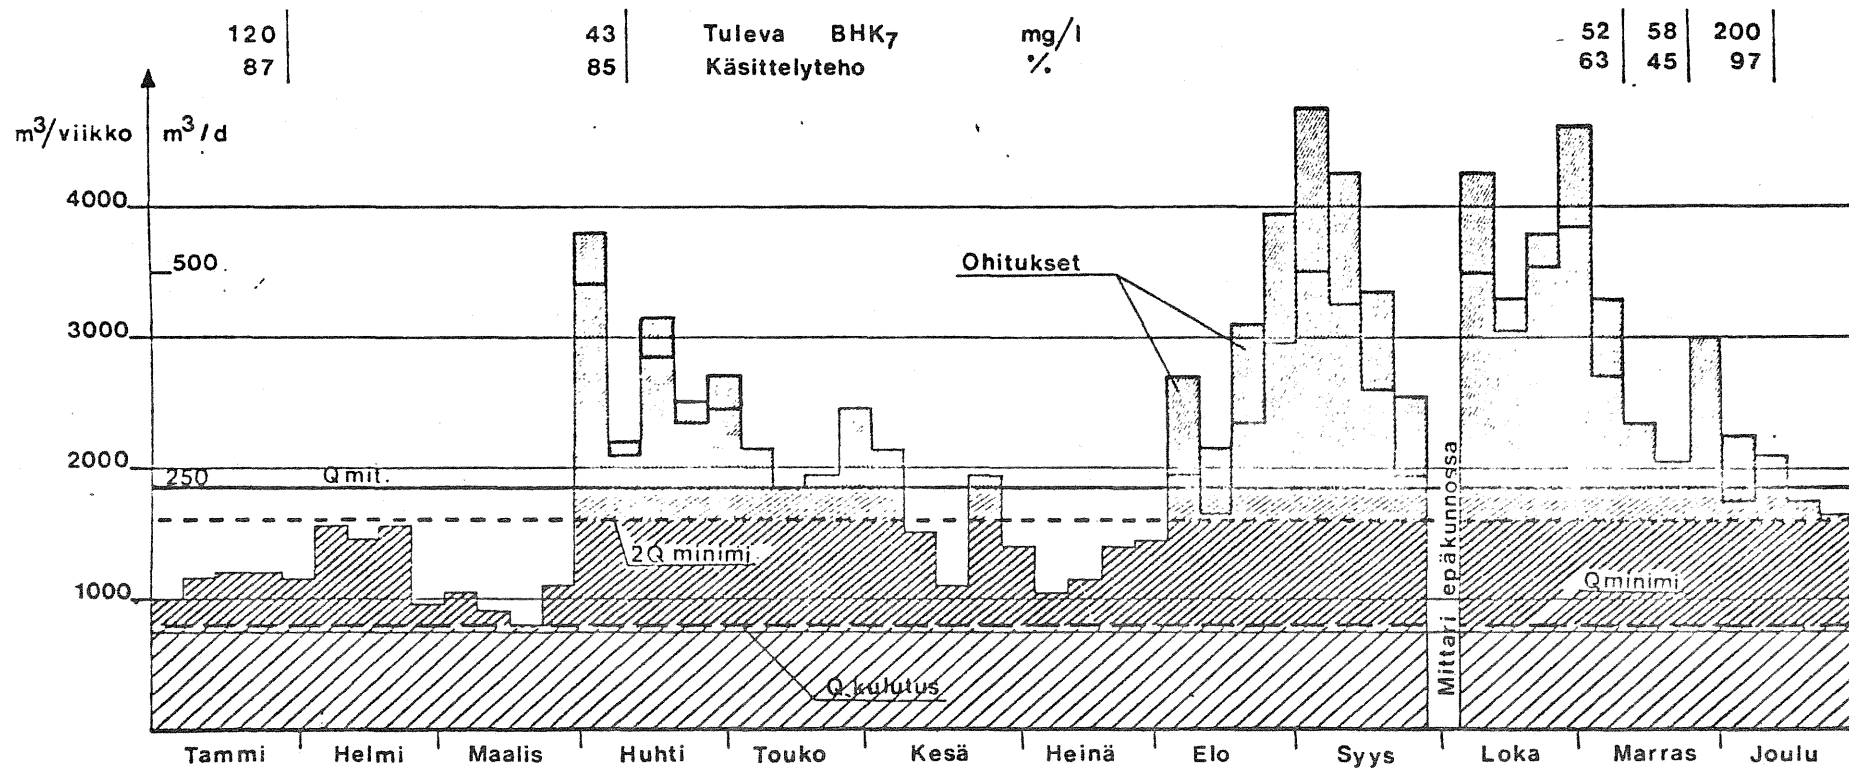 120 43 Tuleva BHK7 mg/l 52 58 200
87 85 Käsittelyteho % 63 45 97
m3/viikko m3/d
4000
500
Ohitukset
3000
2000
250 Q mit.
2Q minimi
Q minimi
1000
Q kulutus
Mittari epäkunnossa
Tammi Helmi Maalis Huhti Touko Kesä Heinä Elo Syys Loka Marras Joulu